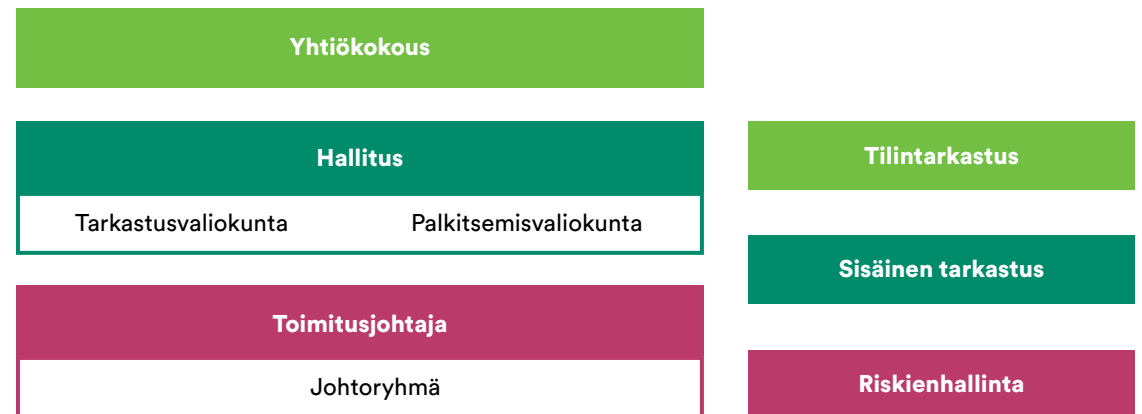 Yhtiökokous
Hallitus
Tarkastusvaliokunta Palkitsemisvaliokunta
Toimitusjohtaja
Johtoryhmä
Tilintarkastus
Sisäinen tarkastus
Riskienhallinta